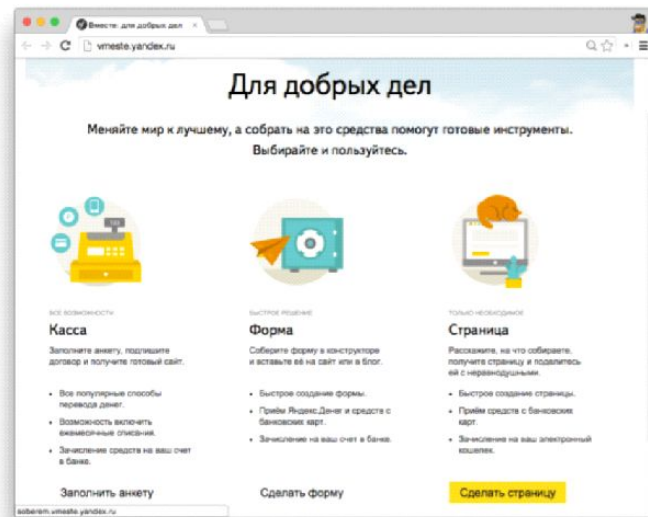 Вместе: для добрых дел
vmeste.yandex.ru
Для добрых дел
Меняйте мир к лучшему, а собрать на это средства помогут готовые инструменты.
Выбирайте и пользуйтесь.
ВСЕ ВОЗМОЖНОСТИ
Касса
Заполните анкету, подпишите
договор и получите готовый сайт.
• Все популярные способы
перевода денег.
• Возможность включить
ежемесячные списания.
• Зачисление средств на ваш счет
в банке.
Заполнить анкету
БЫСТРОЕ РЕШЕНИЕ
Форма
Соберите форму в конструкторе
и вставьте её на сайт или в блог.
• Быстрое создание формы.
• Приём Яндекс.Денег и средств с
банковских карт.
• Зачисление на ваш счет в банке.
Сделать форму
ТОЛЬКО НЕОБХОДИМОЕ
Страница
Расскажите, на что собираете,
получите страницу и поделитесь
ей с неравнодушными.
• Быстрое создание страницы.
• Приём средств с банковских
карт.
• Зачисление на ваш электронный
кошелек.
Сделать страницу
soberem.vmeste.yandex.ru